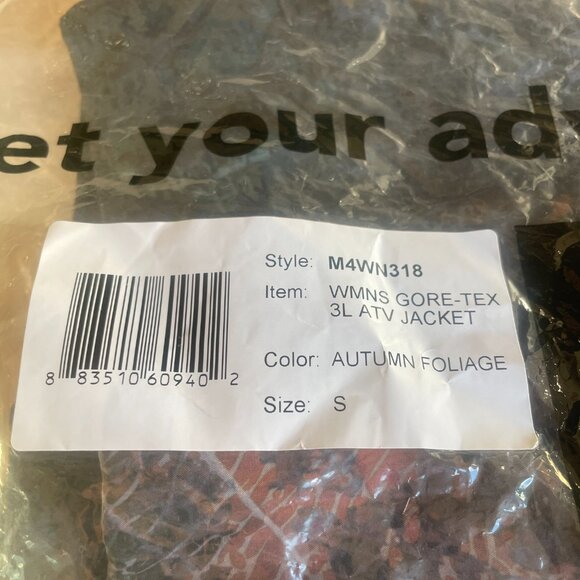 et your adv
Style: M4WN318
Item: WMNS GORE-TEX
3L ATV JACKET
Color: AUTUMN FOLIAGE
Size: S
8 83510 60940 2